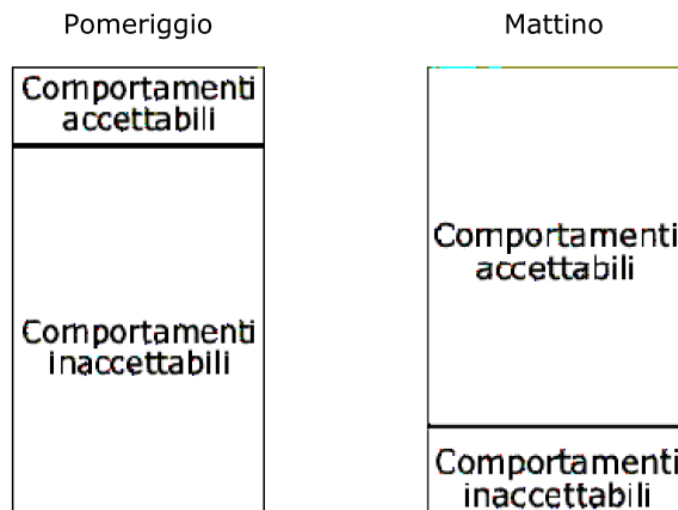 Pomeriggio
Comportamenti
accettabili
Comportamenti
inaccettabili
Mattino
Comportamenti
accettabili
Comportamenti
inaccettabili